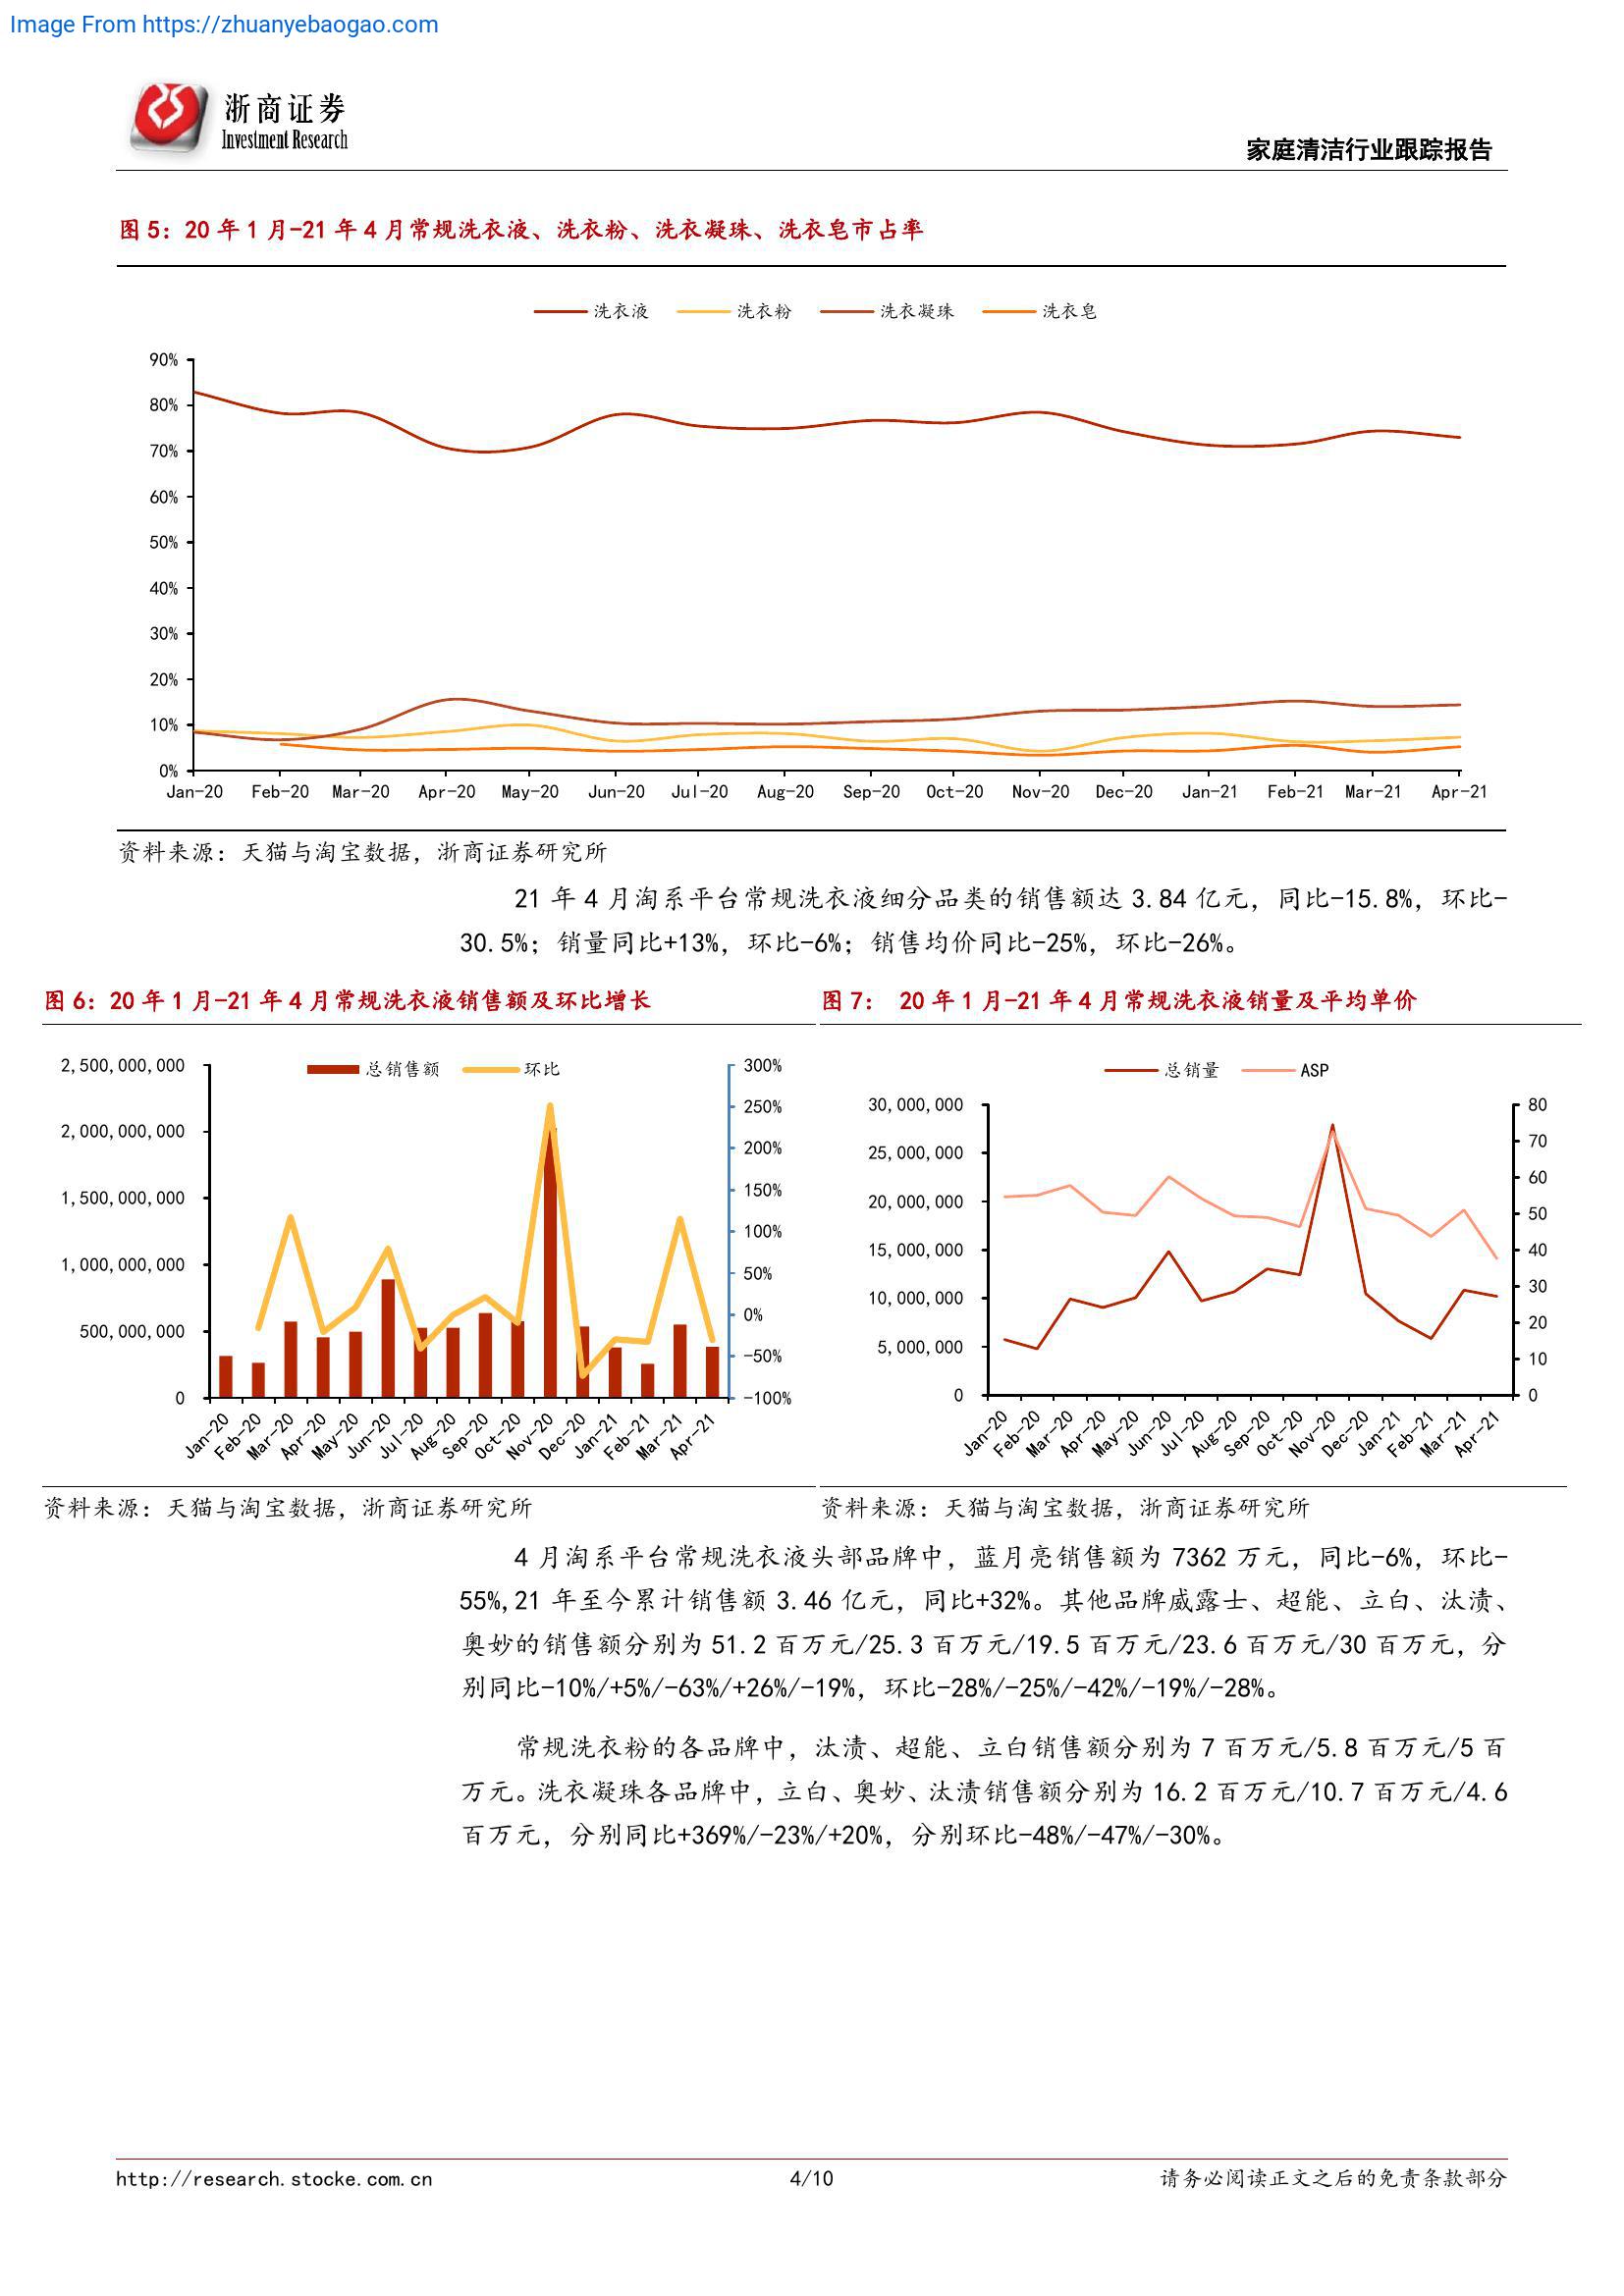 Image From https://zhuanyebaogao.com
浙商证券
Investment Research
家庭清洁行业跟踪报告
图 5：20 年 1 月-21 年 4 月常规洗衣液、洗衣粉、洗衣凝珠、洗衣皂市占率
洗衣液 洗衣粉 洗衣凝珠 洗衣皂
90%
80%
70%
60%
50%
40%
30%
20%
10%
0%
Jan-20 Feb-20 Mar-20 Apr-20 May-20 Jun-20 Jul-20 Aug-20 Sep-20 Oct-20 Nov-20 Dec-20 Jan-21 Feb-21 Mar-21 Apr-21
资料来源：天猫与淘宝数据，浙商证券研究所
21 年 4 月淘系平台常规洗衣液细分品类的销售额达 3.84 亿元，同比-15.8%，环比-
30.5%；销量同比+13%，环比-6%；销售均价同比-25%，环比-26%。
图 6：20 年 1 月-21 年 4 月常规洗衣液销售额及环比增长
总销售额 环比
2,500,000,000
2,000,000,000
1,500,000,000
1,000,000,000
500,000,000
0
300%
250%
200%
150%
100%
50%
0%
-50%
-100%
Jan-20 Feb-20 Mar-20 Apr-20 May-20 Jun-20 Jul-20 Aug-20 Sep-20 Oct-20 Nov-20 Dec-20 Jan-21 Feb-21 Mar-21 Apr-21
资料来源：天猫与淘宝数据，浙商证券研究所
图 7： 20 年 1 月-21 年 4 月常规洗衣液销量及平均单价
总销量 ASP
30,000,000
25,000,000
20,000,000
15,000,000
10,000,000
5,000,000
0
80
70
60
50
40
30
20
10
0
Jan-20 Feb-20 Mar-20 Apr-20 May-20 Jun-20 Jul-20 Aug-20 Sep-20 Oct-20 Nov-20 Dec-20 Jan-21 Feb-21 Mar-21 Apr-21
资料来源：天猫与淘宝数据，浙商证券研究所
4 月淘系平台常规洗衣液头部品牌中，蓝月亮销售额为 7362 万元，同比-6%，环比-
55%,21 年至今累计销售额 3.46 亿元，同比+32%。其他品牌威露士、超能、立白、汰渍、
奥妙的销售额分别为 51.2 百万元/25.3 百万元/19.5 百万元/23.6 百万元/30 百万元，分
别同比-10%/+5%/-63%/+26%/-19%，环比-28%/-25%/-42%/-19%/-28%。
常规洗衣粉的各品牌中，汰渍、超能、立白销售额分别为 7 百万元/5.8 百万元/5 百
万元。洗衣凝珠各品牌中，立白、奥妙、汰渍销售额分别为 16.2 百万元/10.7 百万元/4.6
百万元，分别同比+369%/-23%/+20%，分别环比-48%/-47%/-30%。
http://research.stocke.com.cn
4/10
请务必阅读正文之后的免责条款部分